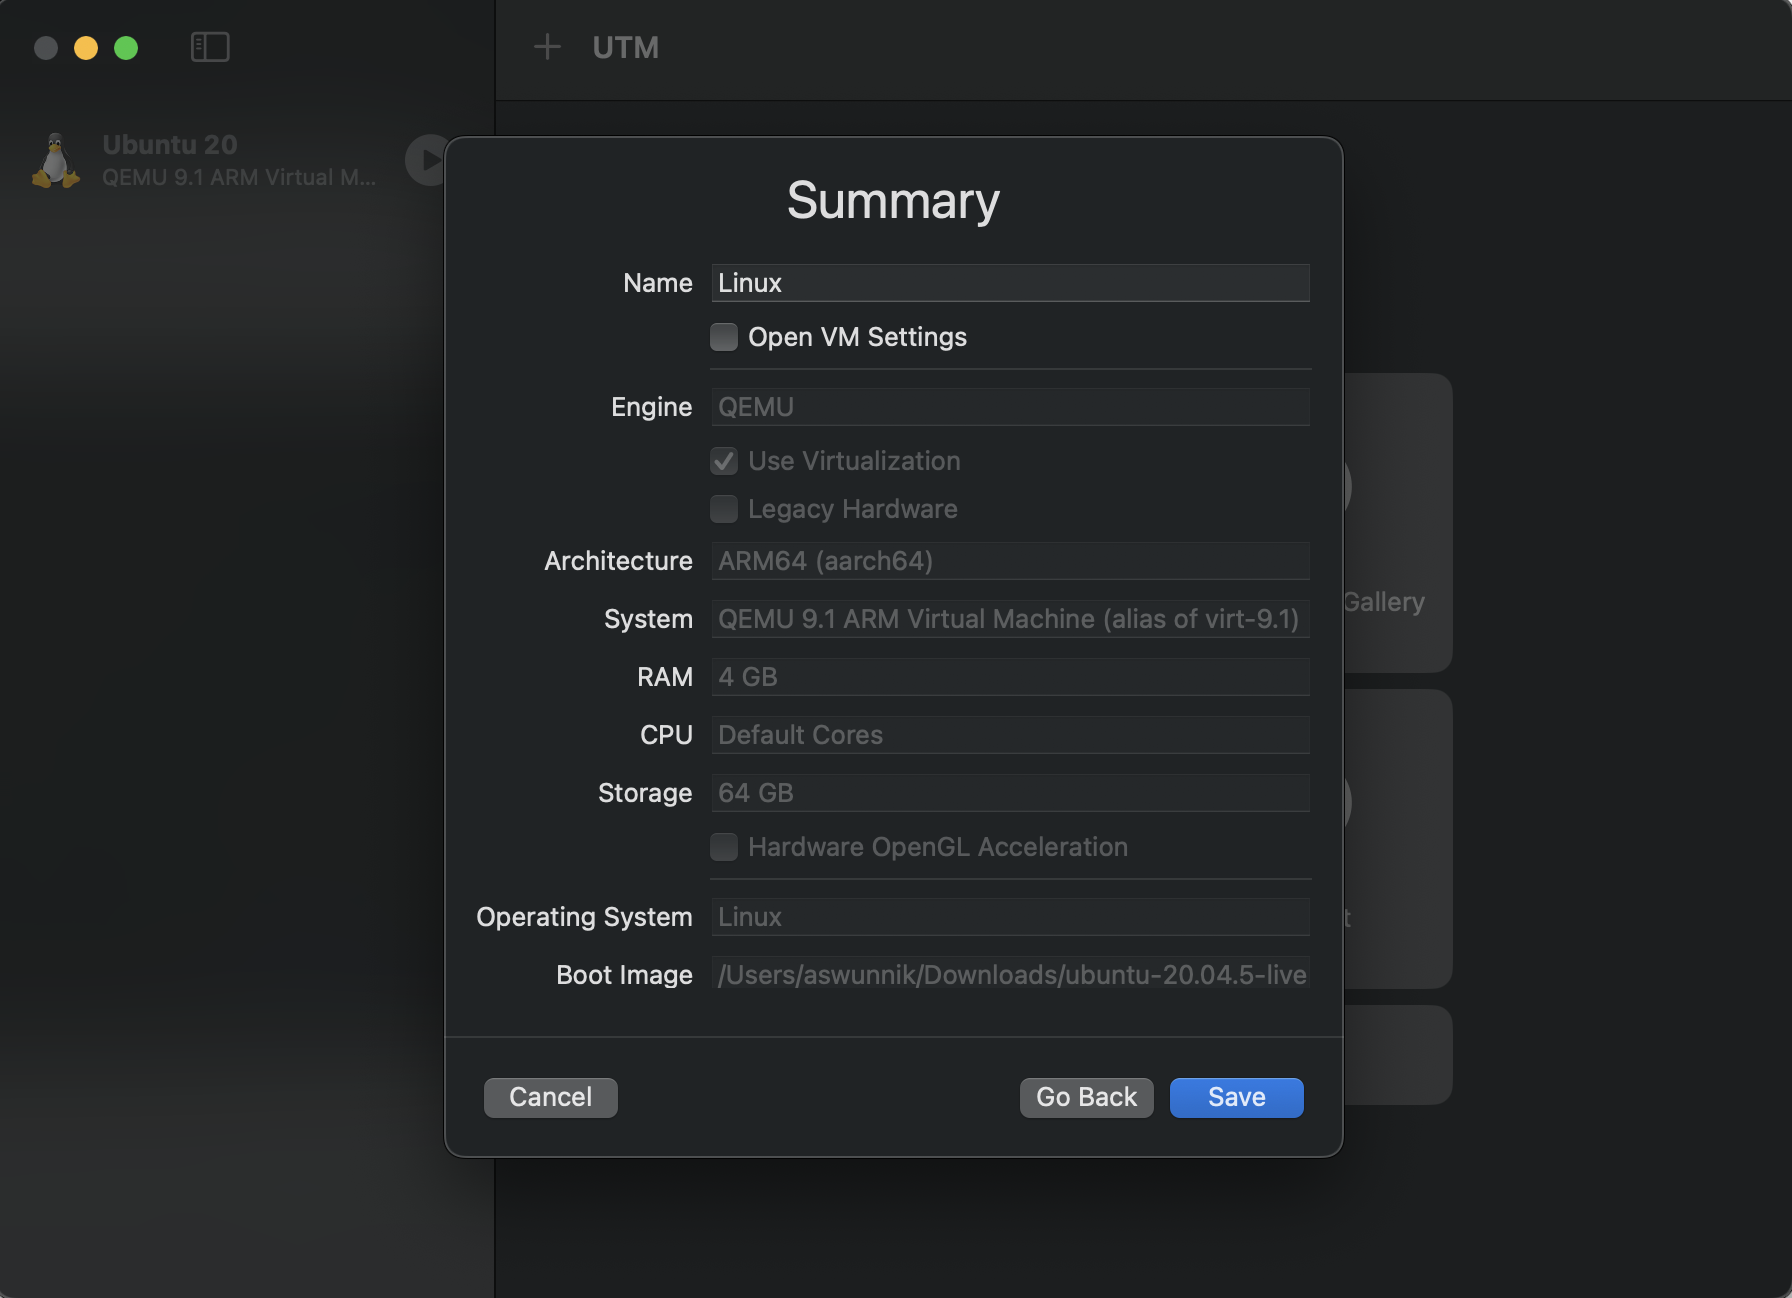 UTM
Ubuntu 20
QEMU 9.1 ARM Virtual M...
Summary
Name Linux
Open VM Settings
Engine QEMU
Use Virtualization
Legacy Hardware
Architecture ARM64 (aarch64)
System QEMU 9.1 ARM Virtual Machine (alias of virt-9.1)
RAM 4 GB
CPU Default Cores
Storage 64 GB
Hardware OpenGL Acceleration
Operating System Linux
Boot Image /Users/aswunnik/Downloads/ubuntu-20.04.5-live
Gallery
t
Cancel Go Back Save